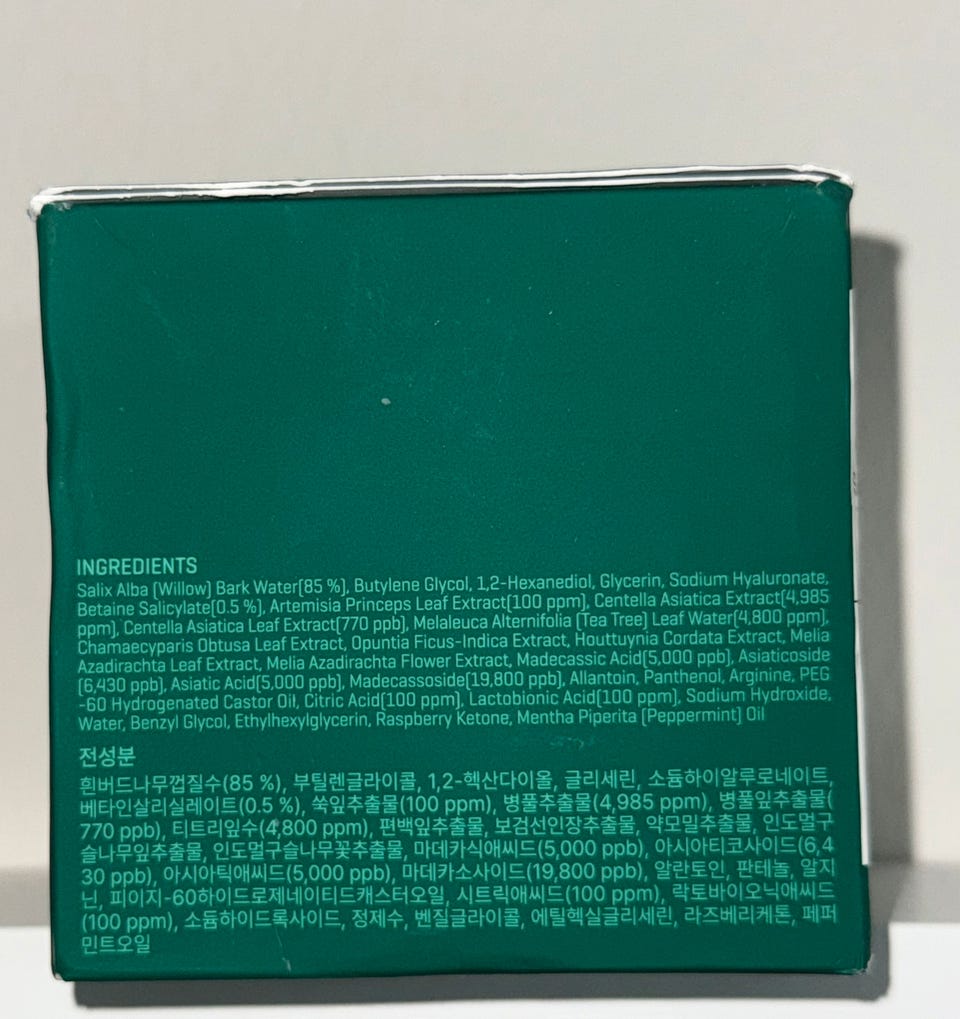 INGREDIENTS
Salix Alba (Willow) Bark Water(85 %), Butylene Glycol, 1,2-Hexanediol, Glycerin, Sodium Hyaluronate,
Betaine Salicylate(0.5 %), Artemisia Princeps Leaf Extract(100 ppm), Centella Asiatica Extract(4,985
ppm), Centella Asiatica Leaf Extract(770 ppb), Melaleuca Alternifolia (Tea Tree) Leaf Water(4,800 ppm),
Chamaecyparis Obtusa Leaf Extract, Opuntia Ficus-Indica Extract, Houttuynia Cordata Extract, Melia
Azadirachta Leaf Extract, Melia Azadirachta Flower Extract, Madecassic Acid(5,000 ppb), Asiaticoside
(6,430 ppb), Asiatic Acid(5,000 ppb), Madecassoside(19,800 ppb), Allantoin, Panthenol, Arginine, PEG
-60 Hydrogenated Castor Oil, Citric Acid(100 ppm), Lactobionic Acid(100 ppm), Sodium Hydroxide,
Water, Benzyl Glycol, Ethylhexylglycerin, Raspberry Ketone, Mentha Piperita (Peppermint) Oil
전성분
흰버드나무껍질수(85 %), 부틸렌글라이콜, 1,2-헥산다이올, 글리세린, 소듐하이알루로네이트,
베타인살리실레이트(0.5 %), 쑥잎추출물(100 ppm), 병풀추출물(4,985 ppm), 병풀잎추출물(
770 ppb), 티트리잎수(4,800 ppm), 편백잎추출물, 보검선인장추출물, 약모밀추출물, 인도멀구
슬나무잎추출물, 인도멀구슬나무꽃추출물, 마데카식애씨드(5,000 ppb), 아시아티코사이드(6,4
30 ppb), 아시아틱애씨드(5,000 ppb), 마데카소사이드(19,800 ppb), 알란토인, 판테놀, 알지
닌, 피이지-60하이드로제네이티드캐스터오일, 시트릭애씨드(100 ppm), 락토바이오닉애씨드
(100 ppm), 소듐하이드록사이드, 정제수, 벤질글라이콜, 에틸헥실글리세린, 라즈베리케톤, 페퍼
민트오일